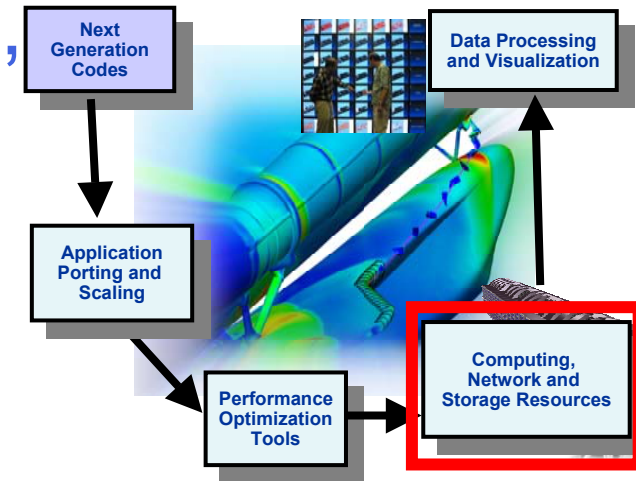 ,
Next
Generation
Codes
Data Processing
and Visualization
Application
Porting and
Scaling
Performance
Optimization
Tools
Computing,
Network and
Storage Resources